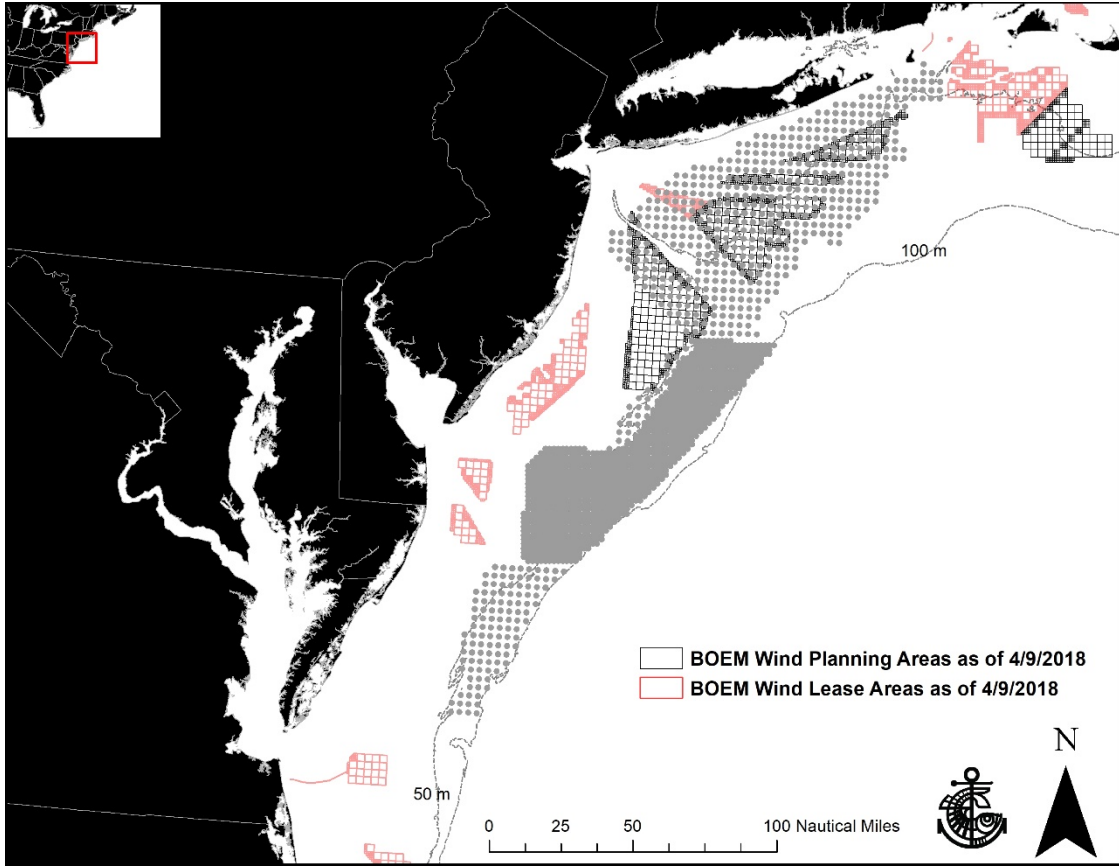 100 m
BOEM Wind Planning Areas as of 4/9/2018
BOEM Wind Lease Areas as of 4/9/2018
N
50 m
0 25 50 100 Nautical Miles